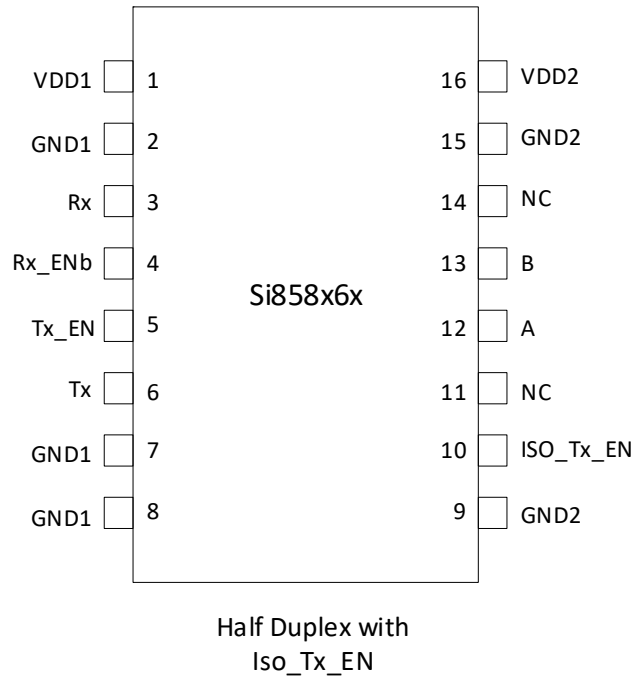 VDD1 1 16 VDD2
GND1 2 15 GND2
Rx 3 14 NC
Rx_ENb 4 13 B
Si858x6x
Tx_EN 5 12 A
Tx 6 11 NC
GND1 7 10 ISO_Tx_EN
GND1 8 9 GND2
Half Duplex with
Iso_Tx_EN